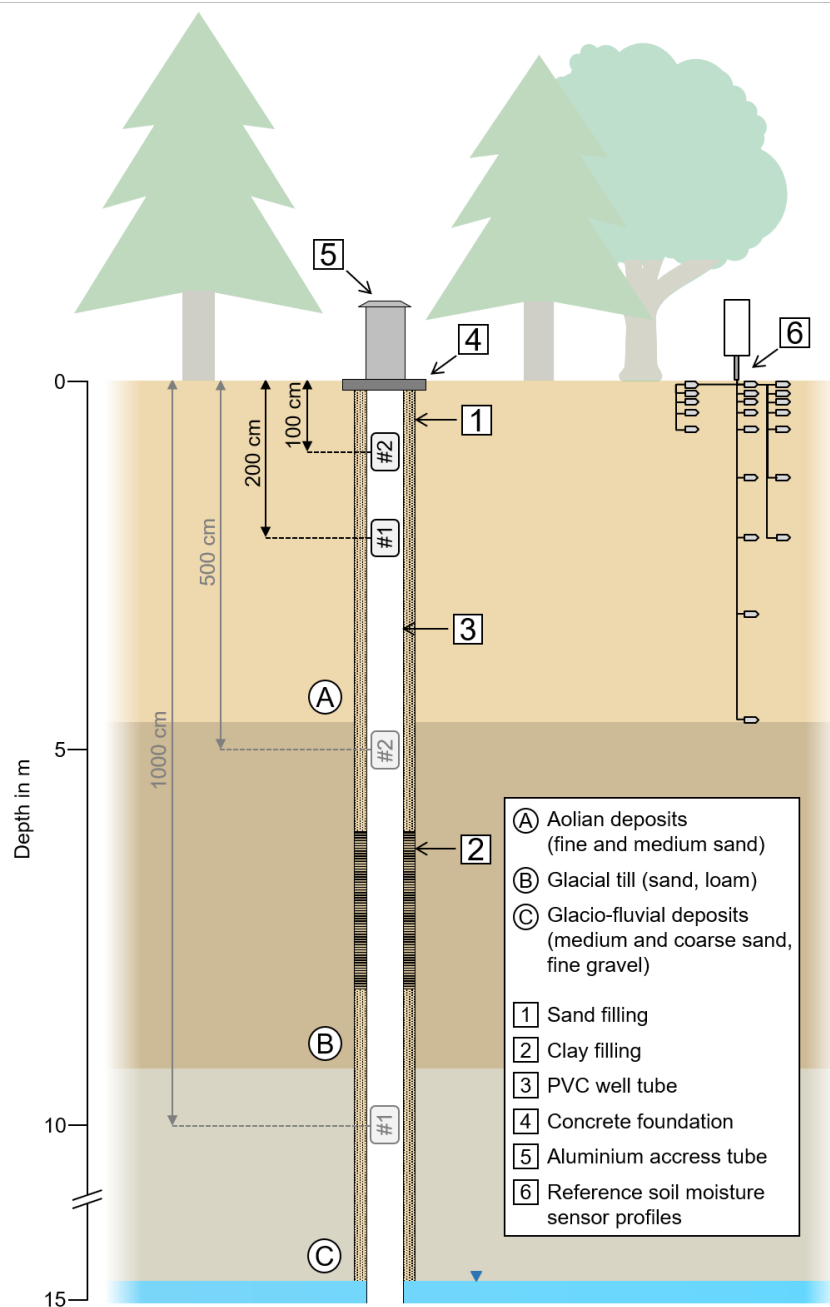 5
4
6
0
1
100 cm
#2
200 cm
#1
500 cm
3
A
1000 cm
#2
5
Depth in m
2
A Aolian deposits
(fine and medium sand)
B Glacial till (sand, loam)
C Glacio-fluvial deposits
(medium and coarse sand,
fine gravel)
1 Sand filling
2 Clay filling
3 PVC well tube
4 Concrete foundation
5 Aluminium accress tube
6 Reference soil moisture
sensor profiles
B
#1
10
C
15